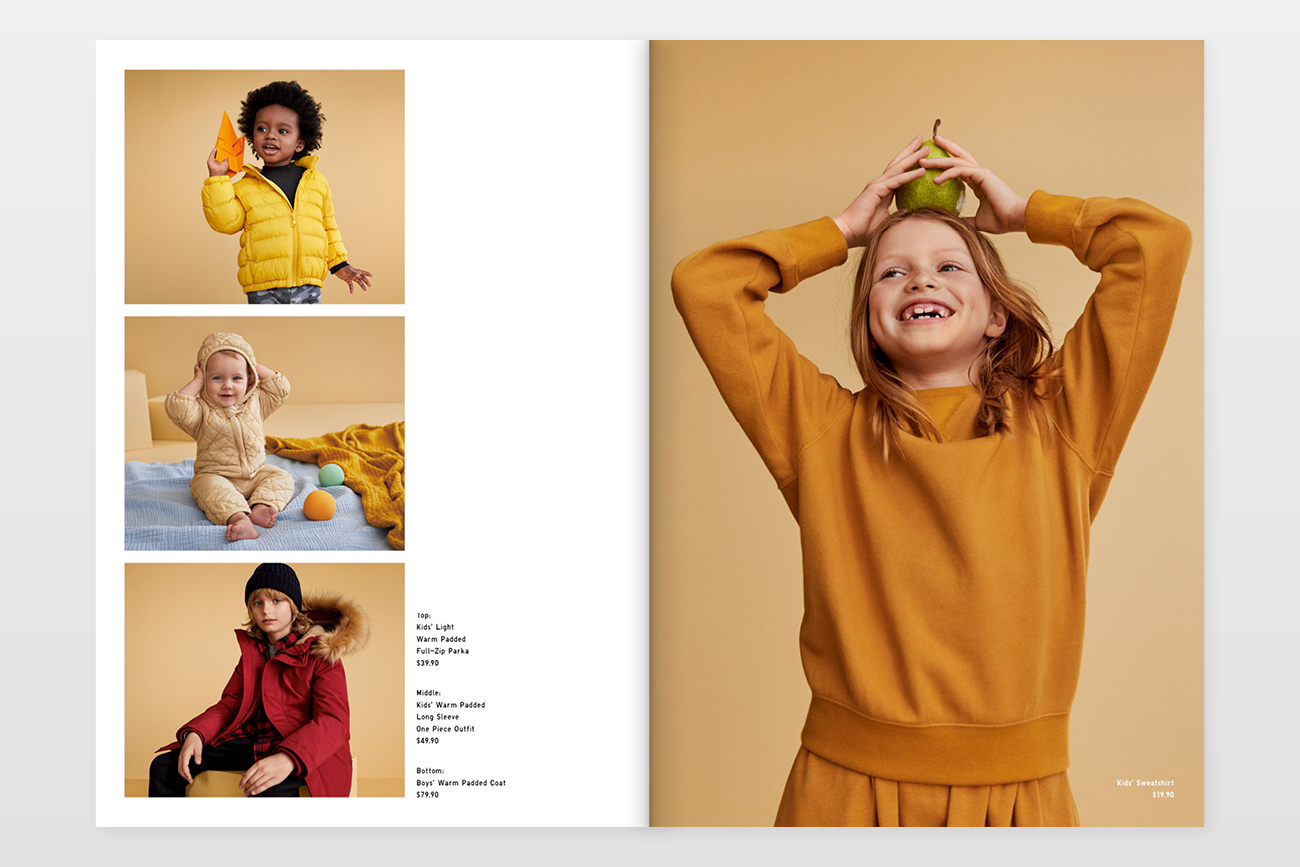 Top:
Kids' Light
Warm Padded
Full-Zip Parka
$39.90
Middle:
Kids' Warm Padded
Long Sleeve
One Piece Outfit
$49.90
Bottom:
Boys' Warm Padded Coat
$79.90
Kids' Sweatshirt
$19.90